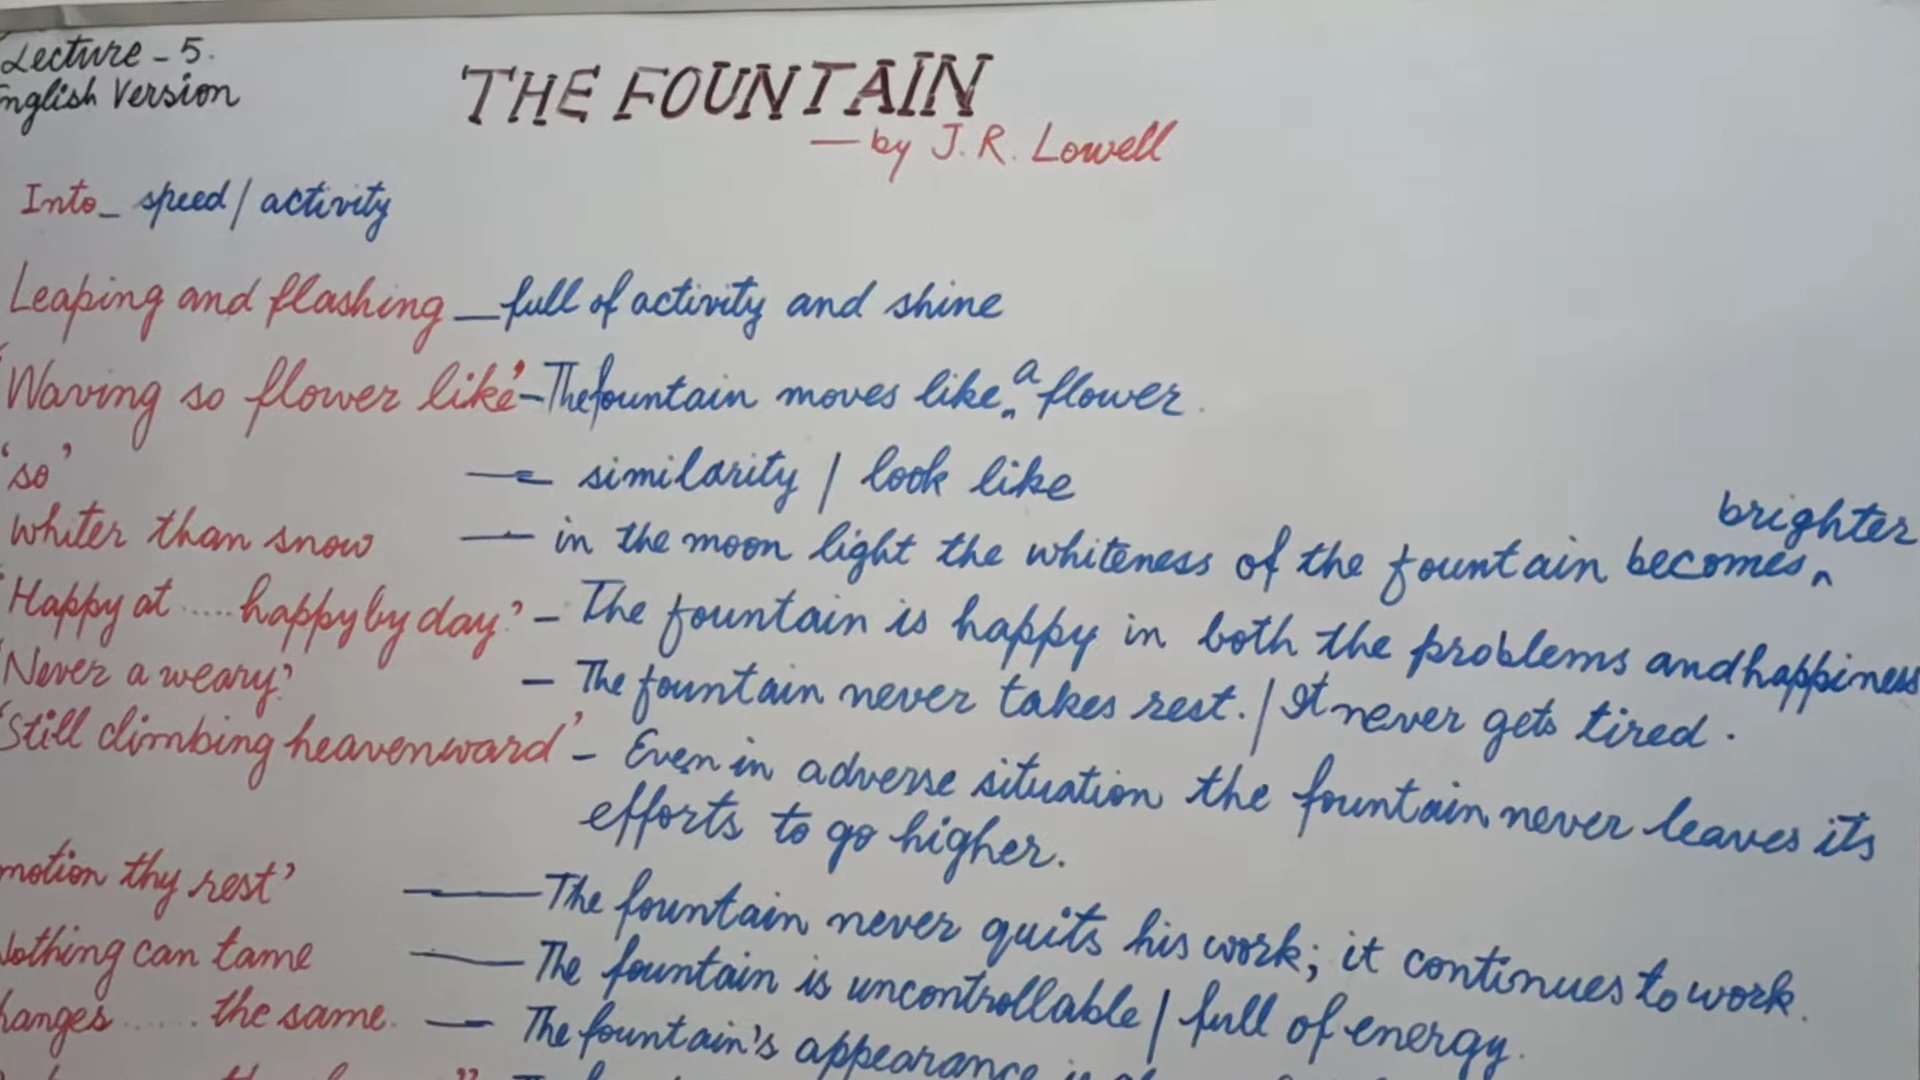 Lecture - 5.
English Version
THE FOUNTAIN
— by J. R. Lowell
Into _ speed / activity
Leaping and flashing — full of activity and shine
'Waving so flower like' - The fountain moves like a flower.
'so' — similarity / look like
whiter than snow — in the moon light the whiteness of the fountain becomes brighter
'Happy at ..... happy by day' - The fountain is happy in both the problems and happiness
'Never a weary' - The fountain never takes rest. / It never gets tired.
'Still climbing heavenward' - Even in adverse situation the fountain never leaves its
efforts to go higher.
motion thy rest' — The fountain never quits his work; it continues to work.
Nothing can tame — The fountain is uncontrollable / full of energy.
hanges ...... the same. — The fountain's appearance